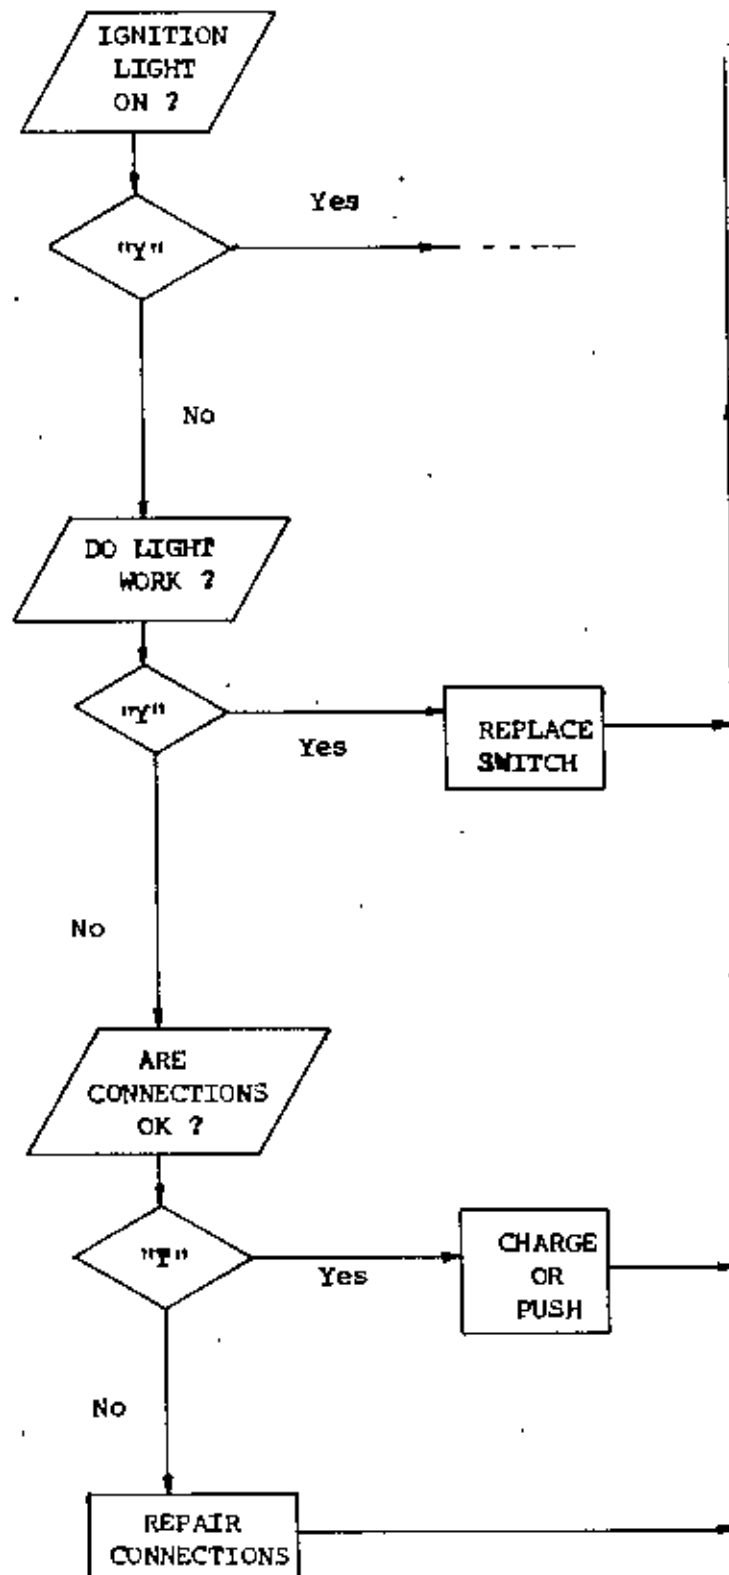 IGNITION
LIGHT
ON ?
Yes
"Y"
No
DO LIGHT
WORK ?
"Y"
Yes
REPLACE
SWITCH
No
ARE
CONNECTIONS
OK ?
"Y"
Yes
CHARGE
OR
PUSH
No
REPAIR
CONNECTIONS